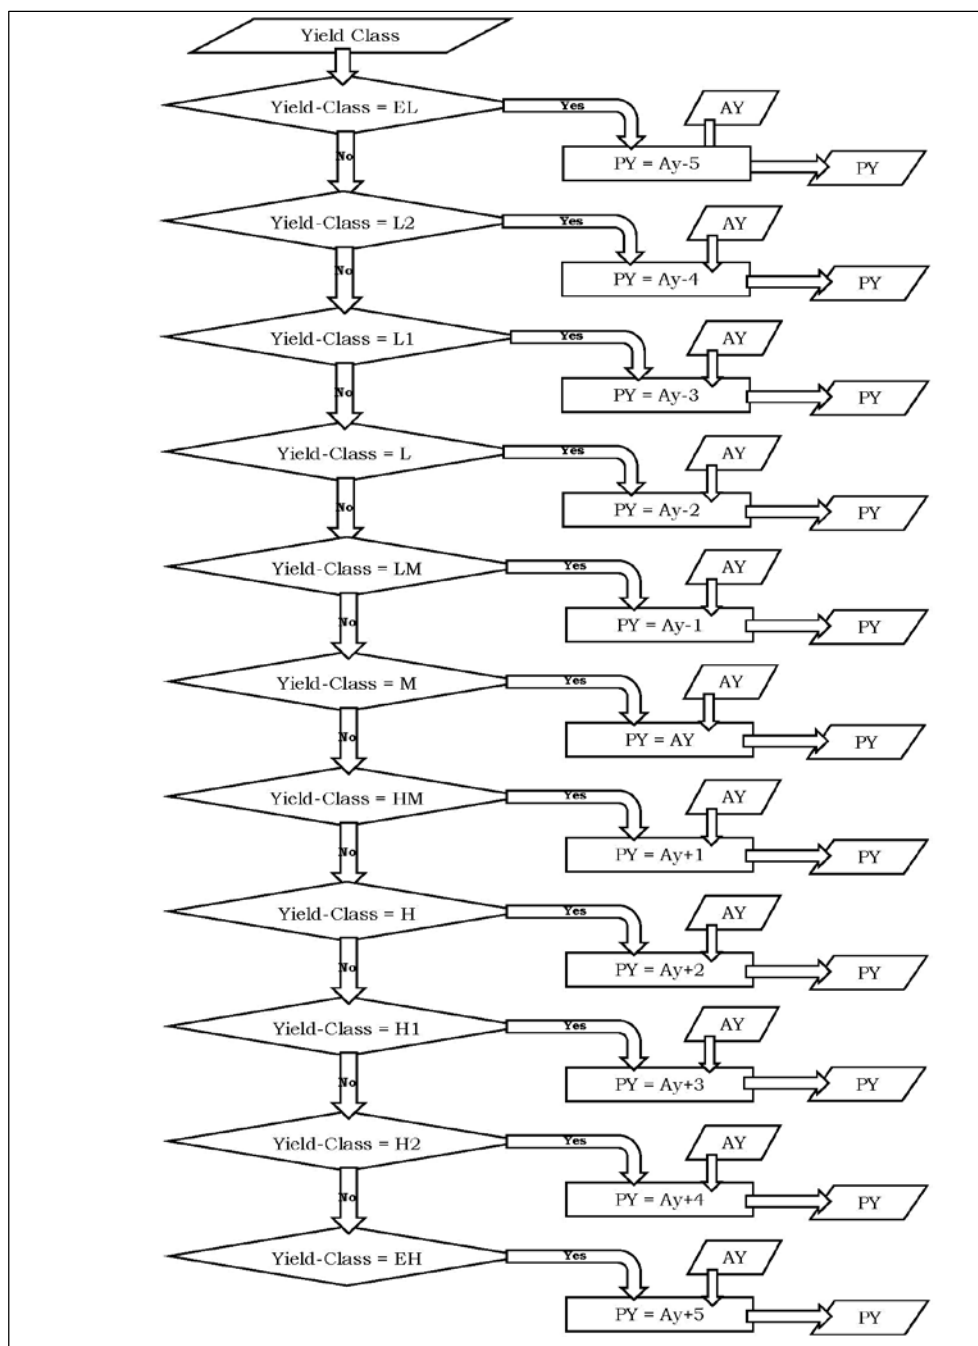 Yield Class
Yield-Class = EL
Yes
AY
No
PY = Ay-5
PY
Yield-Class = L2
Yes
AY
No
PY = Ay-4
PY
Yield-Class = L1
Yes
AY
No
PY = Ay-3
PY
Yield-Class = L
Yes
AY
No
PY = Ay-2
PY
Yield-Class = LM
Yes
AY
No
PY = Ay-1
PY
Yield-Class = M
Yes
AY
No
PY = AY
PY
Yield-Class = HM
Yes
AY
No
PY = Ay+1
PY
Yield-Class = H
Yes
AY
No
PY = Ay+2
PY
Yield-Class = H1
Yes
AY
No
PY = Ay+3
PY
Yield-Class = H2
Yes
AY
No
PY = Ay+4
PY
Yield-Class = EH
Yes
AY
PY = Ay+5
PY